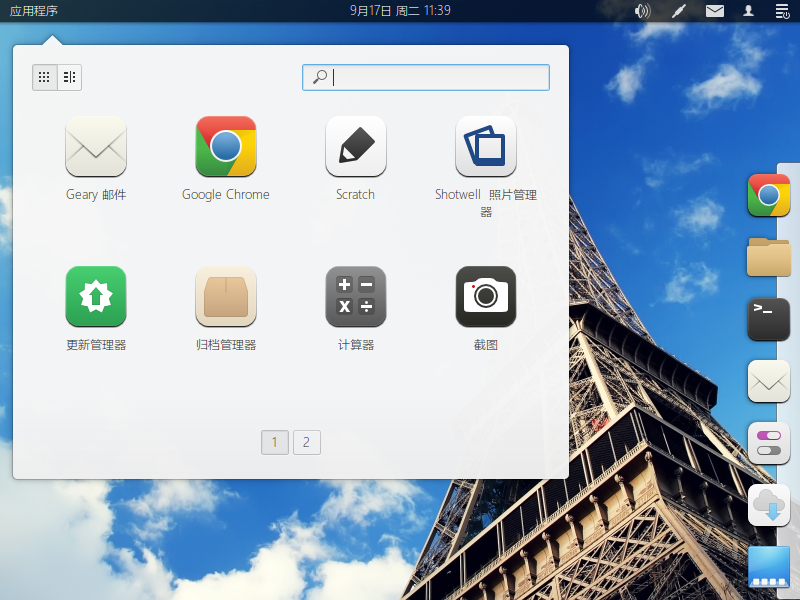 应用程序
9月17日 周二 11:39
Geary 邮件
Google Chrome
Scratch
Shotwell 照片管理
器
更新管理器
归档管理器
计算器
截图
1
2
>_